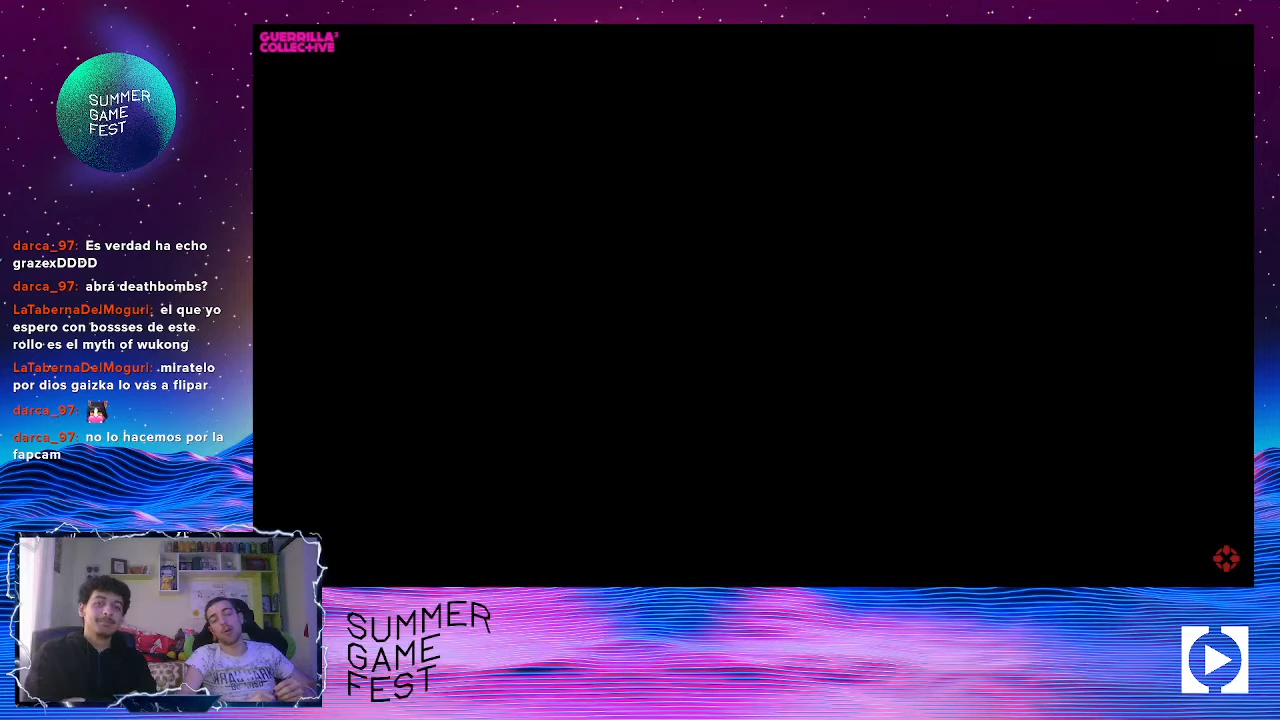 GUERRILLA²
COLLECTIVE
SUMMER
GAME
FEST
darca_97: Es verdad ha echo
grazexDDDD
darca_97: abrá deathbombs?
LaTabernaDelMoguri: el que yo
espero con bossses de este
rollo es el myth of wukong
LaTabernaDelMoguri: miratelo
por dios gaizka lo vas a flipar
darca_97:
darca_97: no lo hacemos por la
fapcam
SUMMER
GAME
FEST